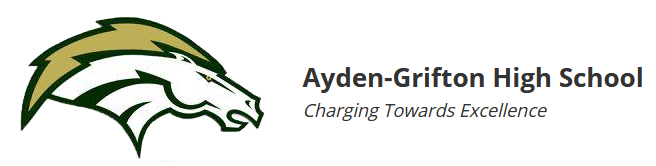 Ayden-Grifton High School
Charging Towards Excellence